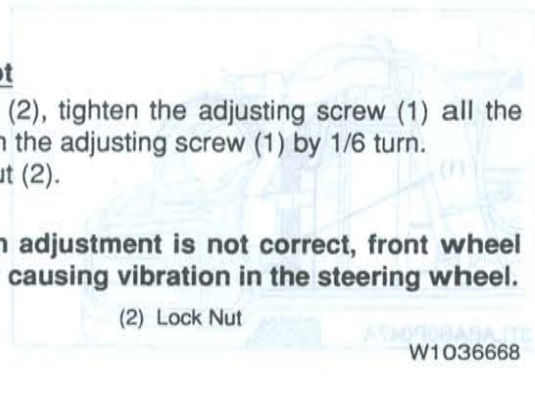 (2), tighten the adjusting screw (1) all the
the adjusting screw (1) by 1/6 turn.
(2).
adjustment is not correct, front wheel
causing vibration in the steering wheel.
(2) Lock Nut
W1036668